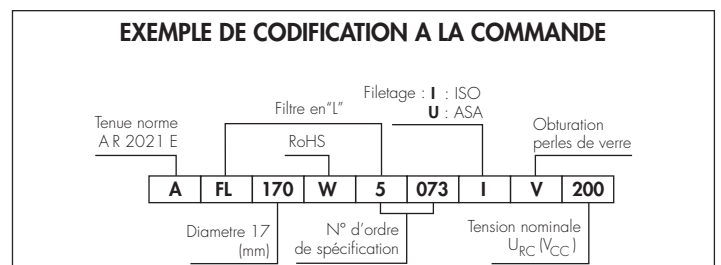 EXEMPLE DE CODIFICATION A LA COMMANDE
Filetage : I : ISO
U : ASA
Filtre en"L"
Tenue norme
A R 2021 E
RoHS
Obturation
perles de verre
A FL 170 W 5 073 I V 200
Diametre 17
(mm)
N° d'ordre
de spécification
Tension nominale
URC (VCC )